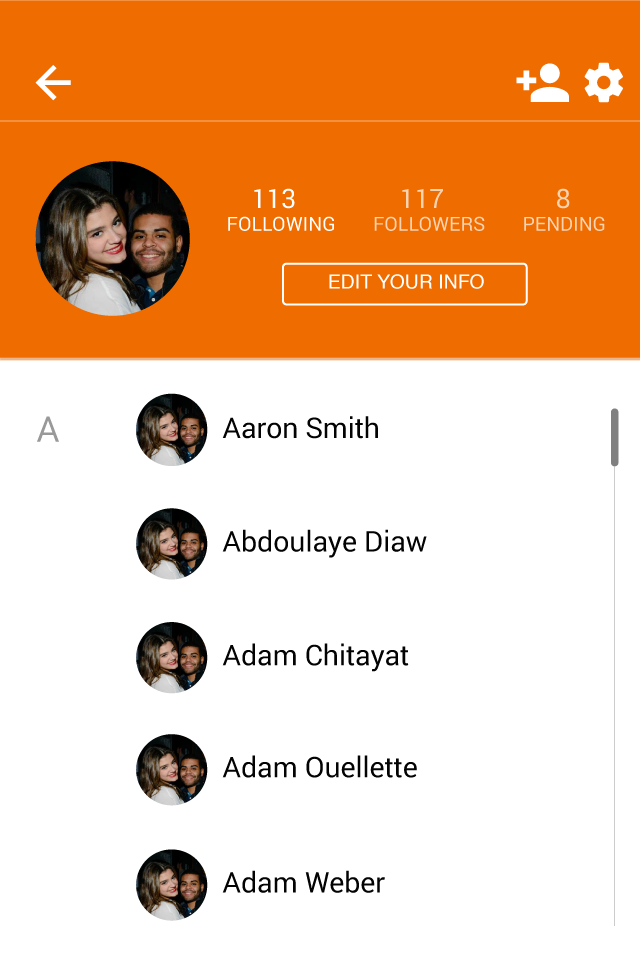 113 117 8
FOLLOWING FOLLOWERS PENDING
EDIT YOUR INFO
A Aaron Smith
Abdoulaye Diaw
Adam Chitayat
Adam Ouellette
Adam Weber